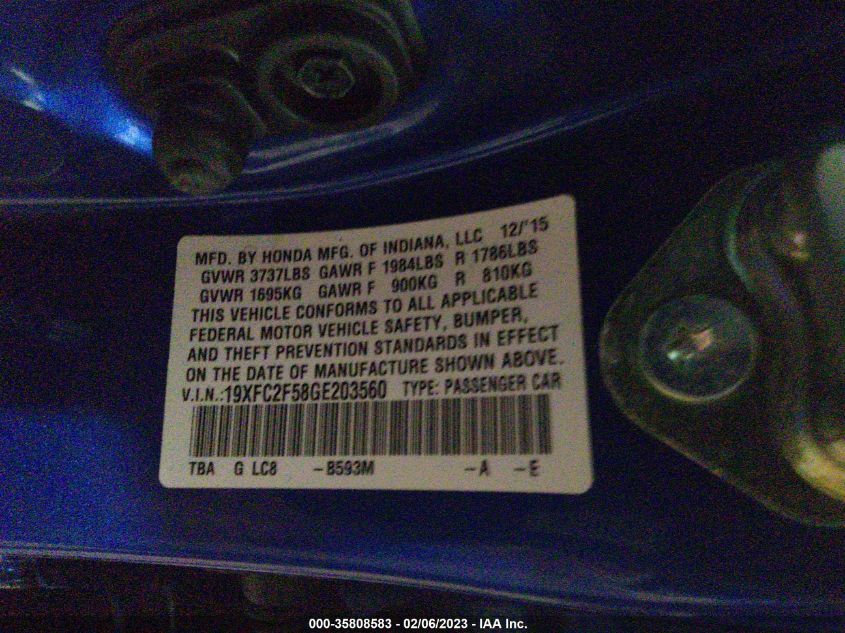 MFD. BY HONDA MFG. OF INDIANA, LLC 12/'15
GVWR 3737LBS GAWR F 1984LBS R 1786LBS
GVWR 1695KG GAWR F 900KG R 810KG
THIS VEHICLE CONFORMS TO ALL APPLICABLE
FEDERAL MOTOR VEHICLE SAFETY, BUMPER,
AND THEFT PREVENTION STANDARDS IN EFFECT
ON THE DATE OF MANUFACTURE SHOWN ABOVE.
V.I.N.:19XFC2F58GE203560 TYPE: PASSENGER CAR
TBA G LC8 -B593M -A -E
000-35808583 - 02/06/2023 - IAA Inc.